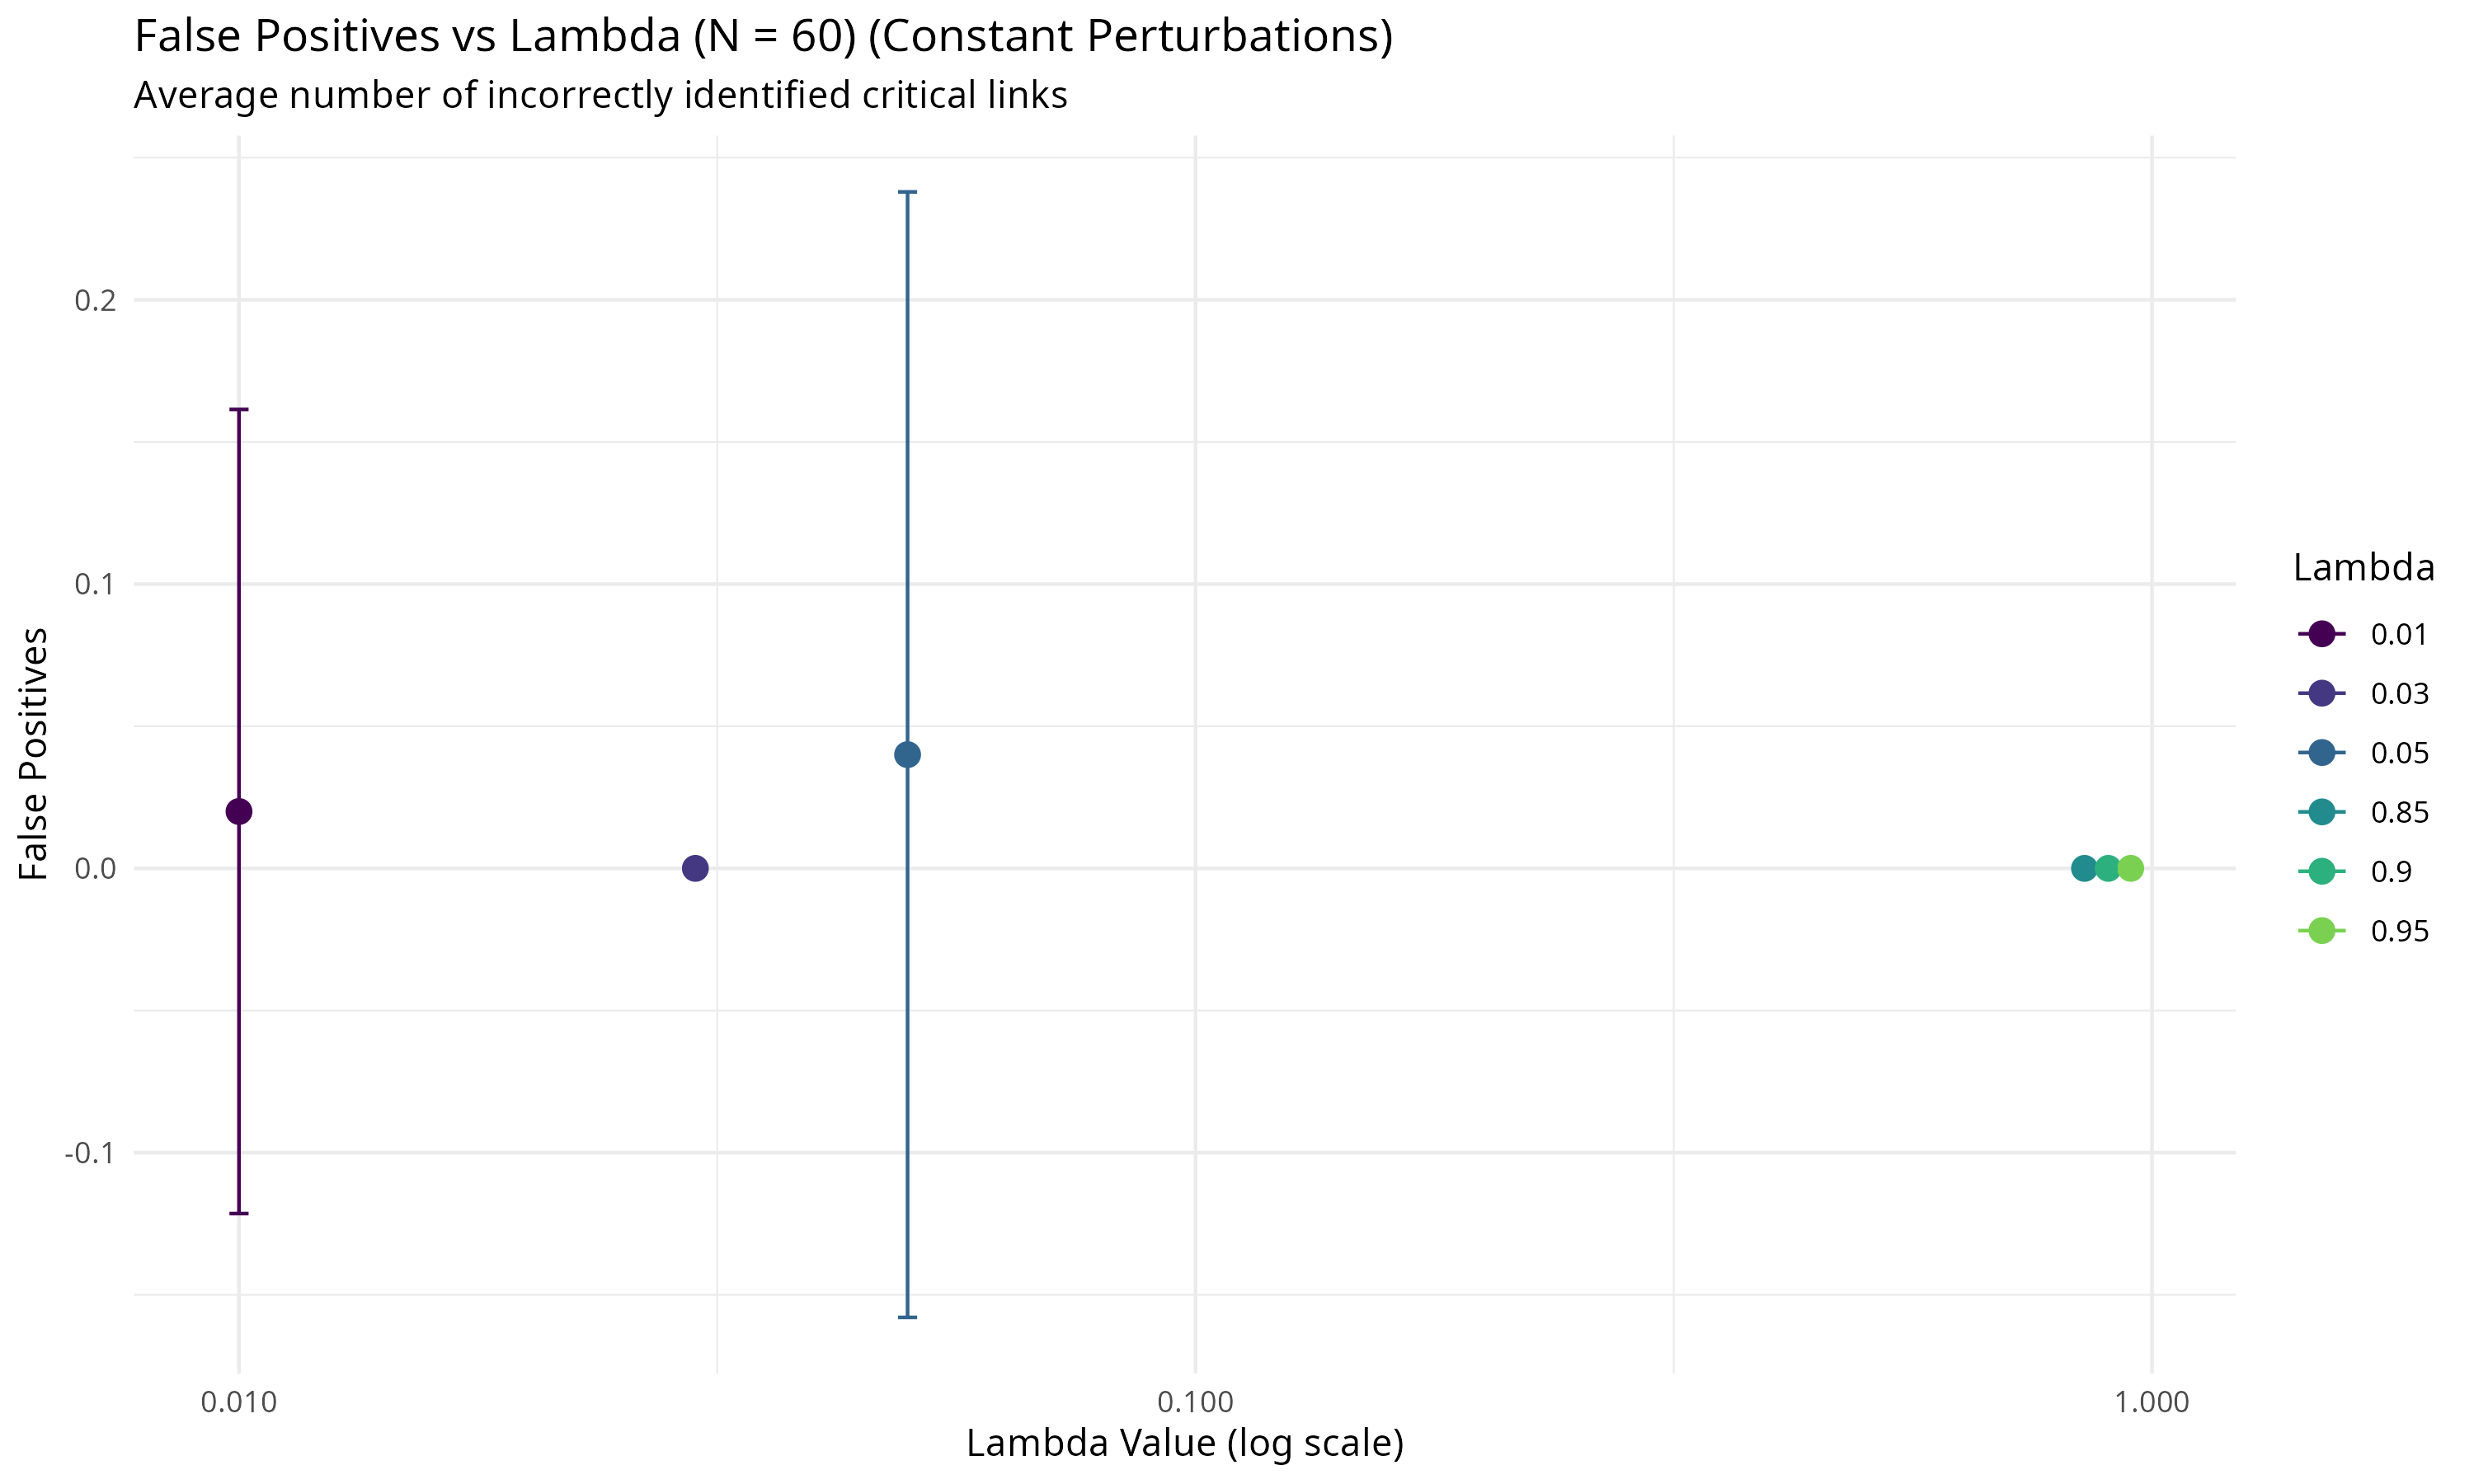 False Positives vs Lambda (N = 60) (Constant Perturbations)
Average number of incorrectly identified critical links
False Positives
0.2
0.1
0.0
-0.1
0.010
0.100
1.000
Lambda Value (log scale)
Lambda
0.01
0.03
0.05
0.85
0.9
0.95